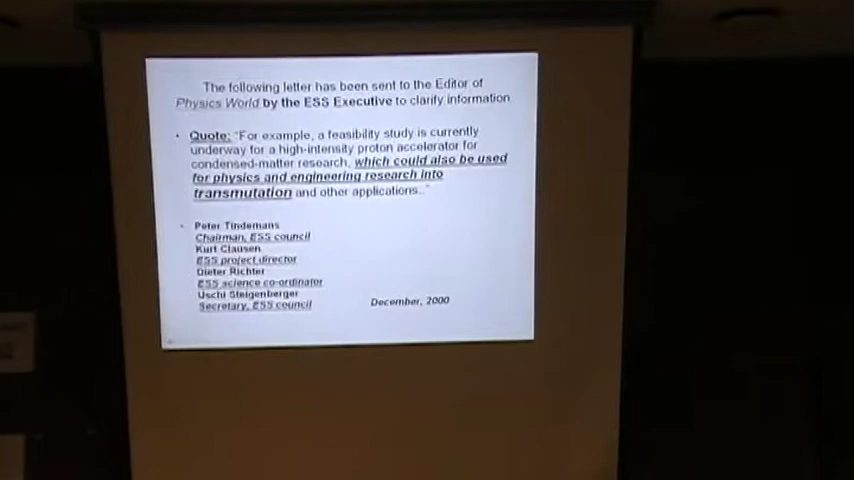 The following letter has been sent to the Editor of
Physics World by the ESS Executive to clarify information
• Quote: "For example, a feasibility study is currently
underway for a high-intensity proton accelerator for
condensed-matter research, which could also be used
for physics and engineering research into
transmutation and other applications.."
• Peter Tindemans
Chairman, ESS council
Kurt Clausen
ESS project director
Dieter Richter
ESS science co-ordinator
Uschi Steigenberger
Secretary, ESS council
December, 2000